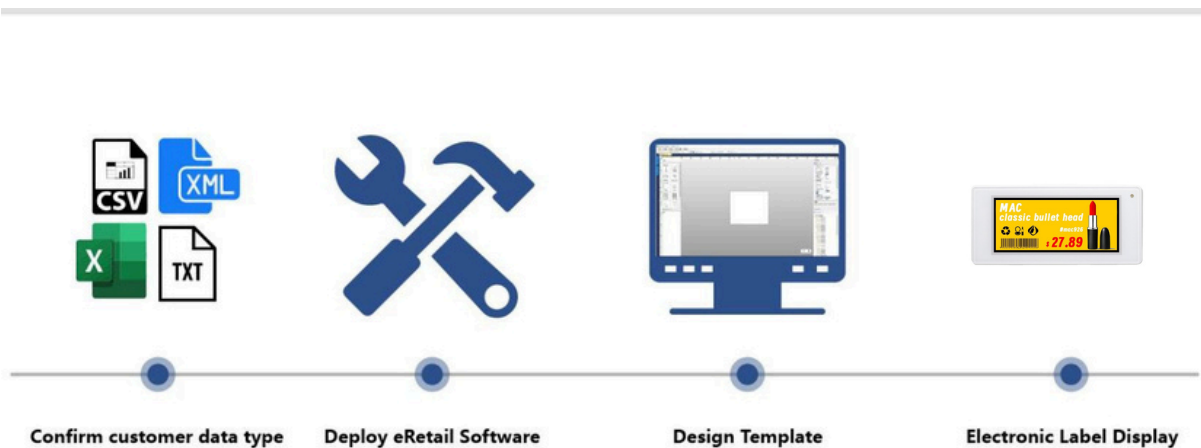 CSV
XML
X
TXT
MAC
classic bullet head
$ 27.89
Confirm customer data type
Deploy eRetail Software
Design Template
Electronic Label Display